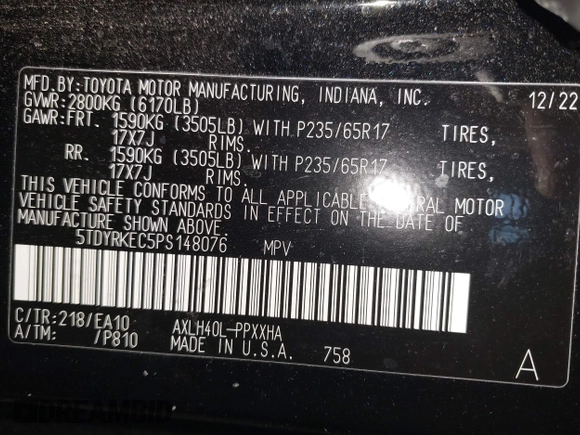 MFD.BY:TOYOTA MOTOR MANUFACTURING, INDIANA, INC. 12/22
GVWR:2800KG (6170LB)
GAWR:FRT. 1590KG (3505LB) WITH P235/65R17 TIRES,
17X7J RIMS.
RR. 1590KG (3505LB) WITH P235/65R17 TIRES,
17X7J RIMS.
THIS VEHICLE CONFORMS TO ALL APPLICABLE MOTOR
VEHICLE SAFETY STANDARDS IN EFFECT ON THE DATE OF
MANUFACTURE SHOWN ABOVE.
5TDYRKEC5PS148076 MPV
C/TR:218/EA10 AXLH40L-PPXXHA
A/TM: /P810 MADE IN U.S.A. 758 A
DREAMBID